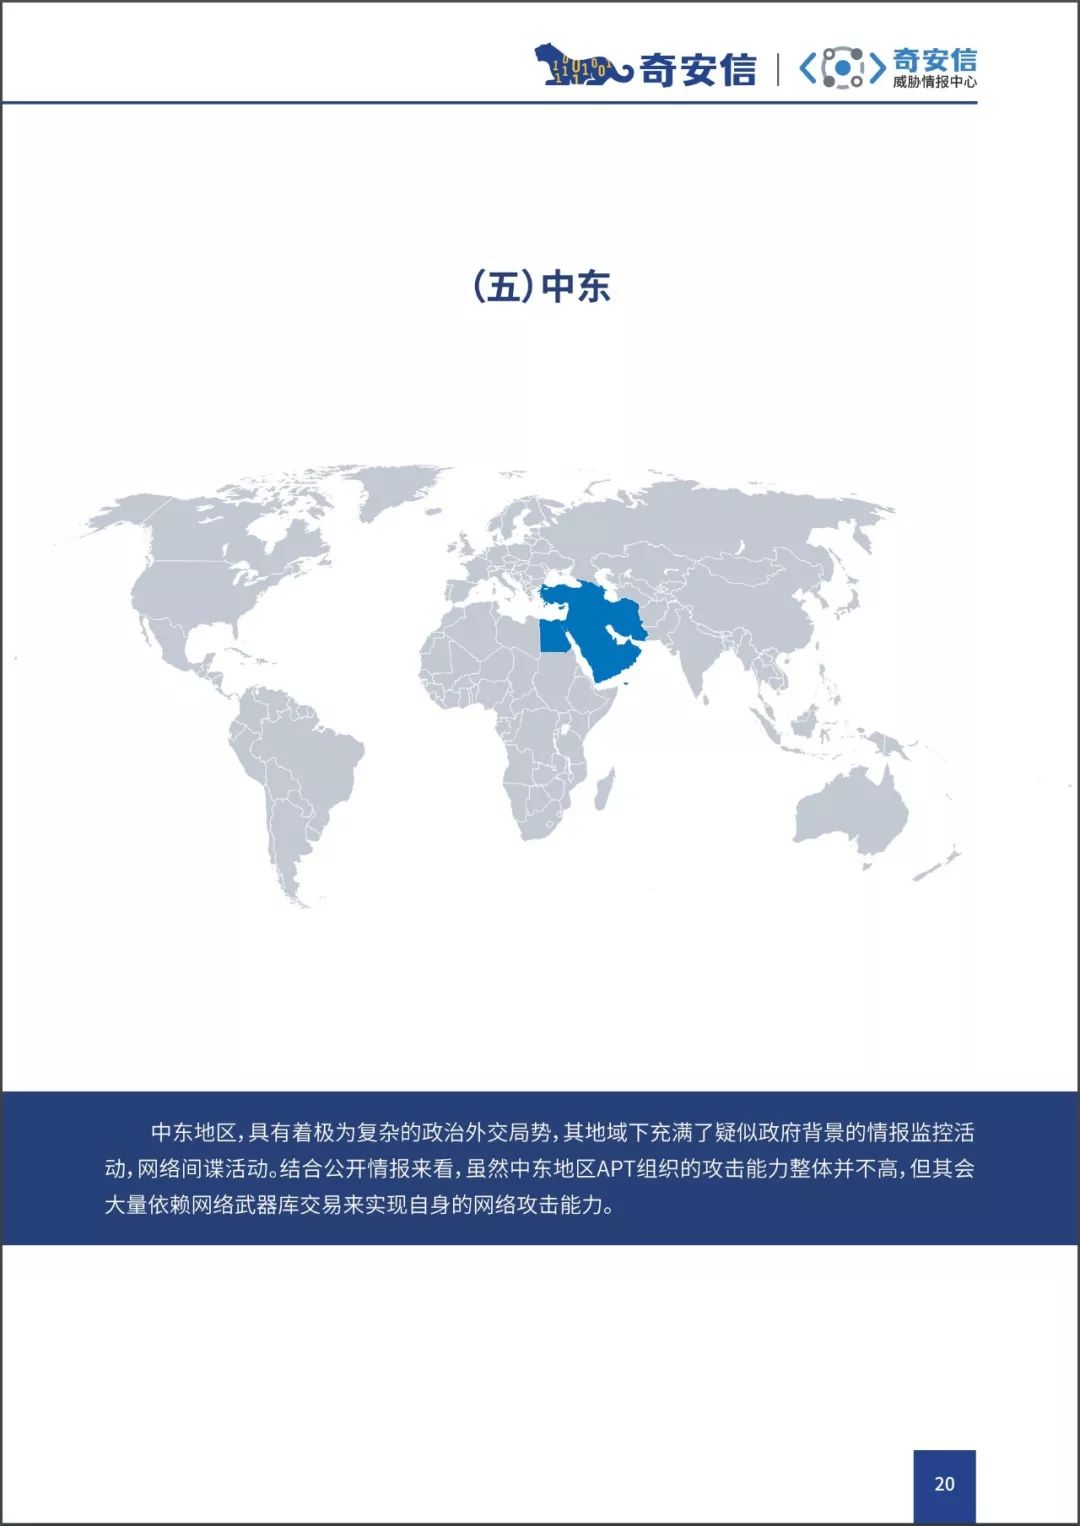 奇安信
奇安信
威胁情报中心
（五）中东
中东地区，具有着极为复杂的政治外交局势，其地域下充满了疑似政府背景的情报监控活
动，网络间谍活动。结合公开情报来看，虽然中东地区APT组织的攻击能力整体并不高，但其会
大量依赖网络武器库交易来实现自身的网络攻击能力。
20